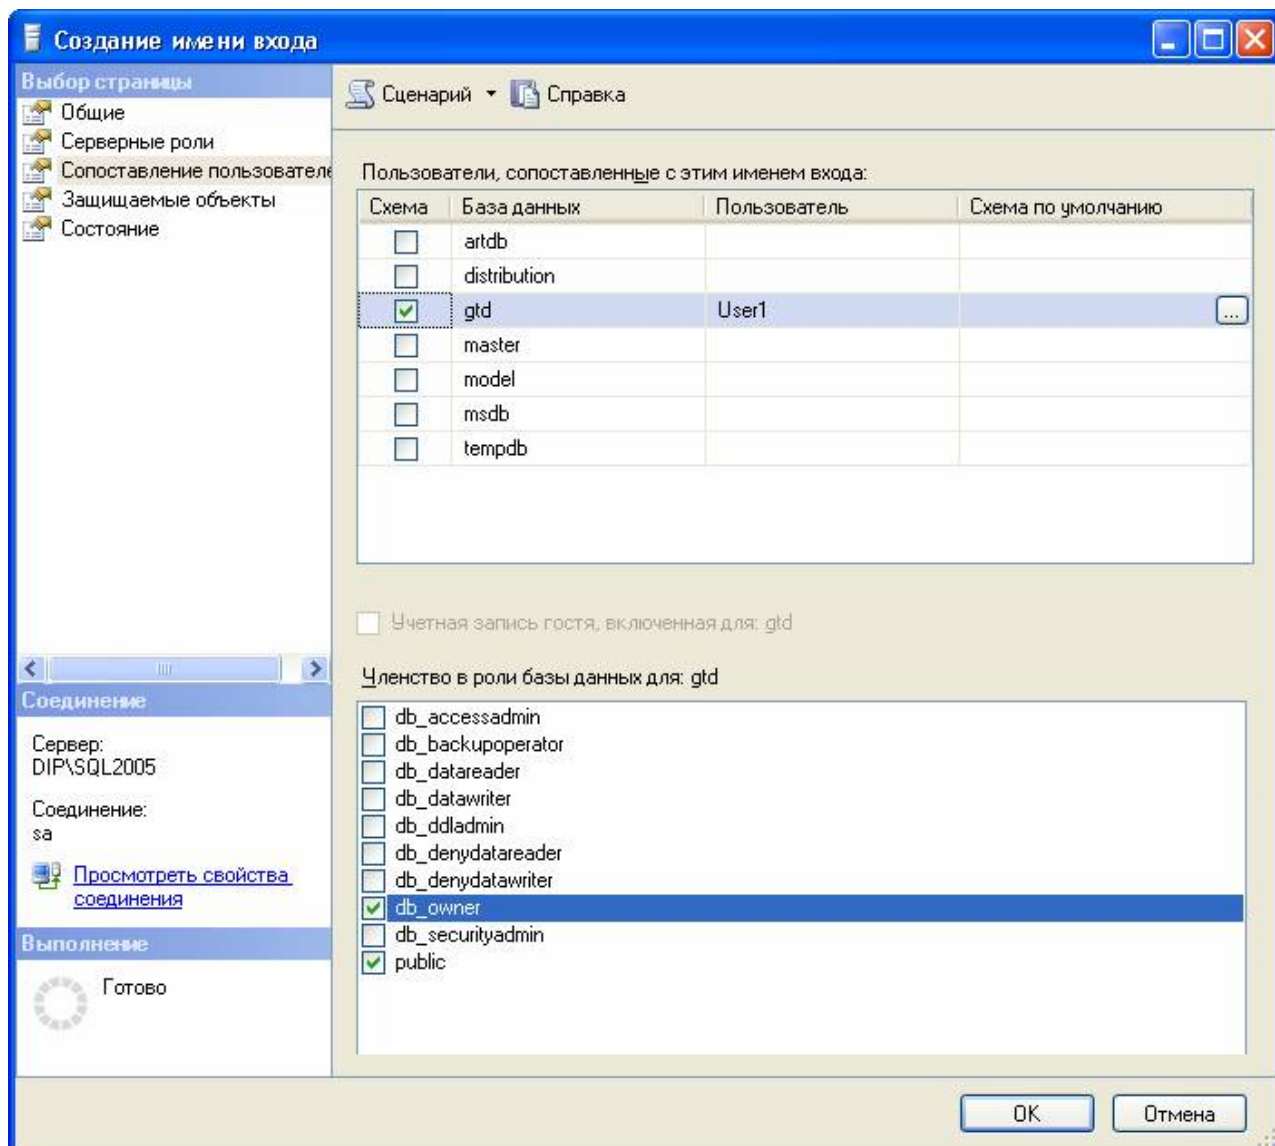 Создание имени входа
Выбор страницы
Общие
Серверные роли
Сопоставление пользователе
Защищаемые объекты
Состояние
Сценарий Справка
Пользователи, сопоставленные с этим именем входа:
Схема База данных Пользователь Схема по умолчанию
artdb
distribution
gtd User1 ...
master
model
msdb
tempdb
Учетная запись гостя, включенная для: gtd
Членство в роли базы данных для: gtd
db_accessadmin
db_backupoperator
db_datareader
db_datawriter
db_ddladmin
db_denydatareader
db_denydatawriter
db_owner
db_securityadmin
public
Соединение
Сервер:
DIP\SQL2005
Соединение:
sa
Просмотреть свойства
соединения
Выполнение
Готово
OK Отмена